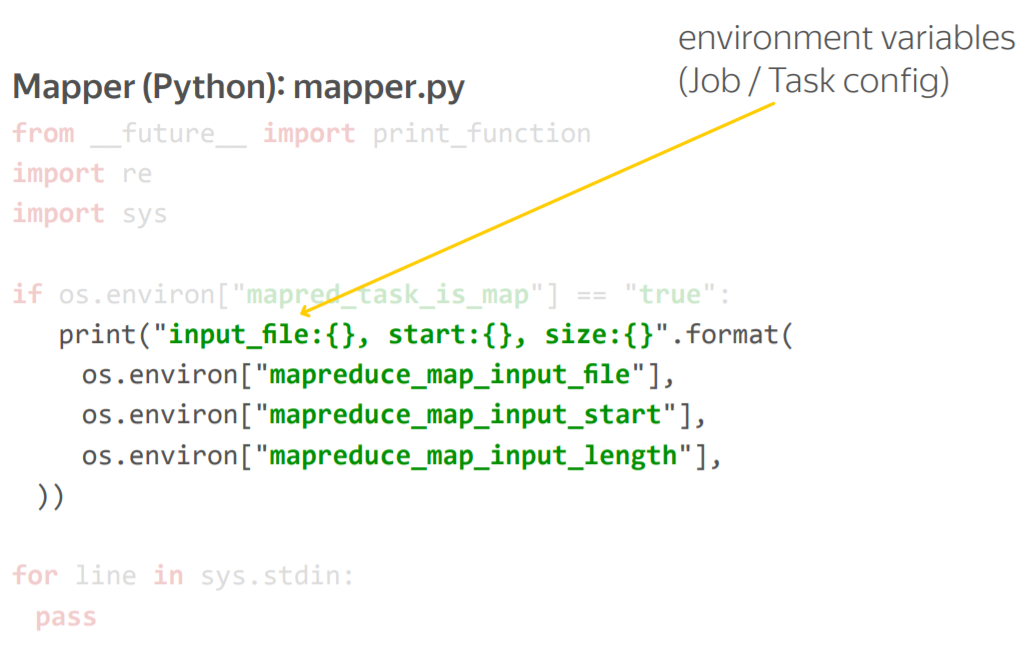 environment variables
(Job / Task config)
Mapper (Python): mapper.py
from __future__ import print_function
import re
import sys
if os.environ["mapred_task_is_map"] == "true":
print("input_file:{}, start:{}, size:{}".format(
os.environ["mapreduce_map_input_file"],
os.environ["mapreduce_map_input_start"],
os.environ["mapreduce_map_input_length"],
))
for line in sys.stdin:
pass